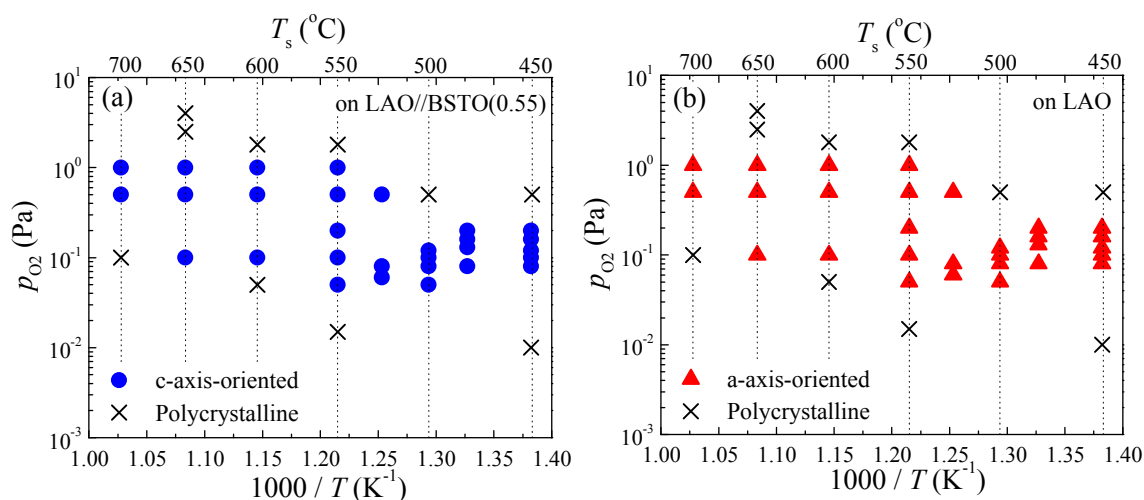 T_s (°C)
700 650 600 550 500 450
(a)
on LAO//BSTO(0.55)
p_O2 (Pa)
10^1
10^0
10^-1
10^-2
10^-3
c-axis-oriented
Polycrystalline
1.00 1.05 1.10 1.15 1.20 1.25 1.30 1.35 1.40
1000 / T (K^-1)
T_s (°C)
700 650 600 550 500 450
(b)
on LAO
p_O2 (Pa)
10^1
10^0
10^-1
10^-2
10^-3
a-axis-oriented
Polycrystalline
1.00 1.05 1.10 1.15 1.20 1.25 1.30 1.35 1.40
1000 / T (K^-1)